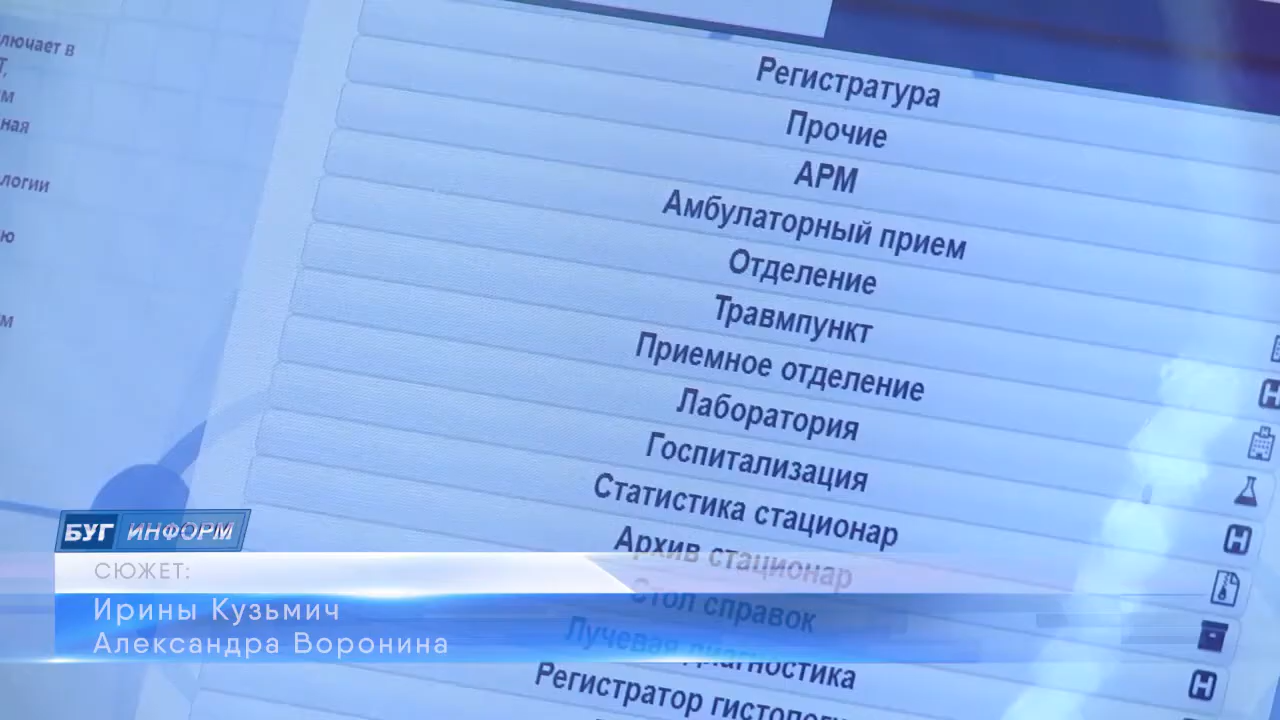 лючает в
м
ная
логии
ю
м
Регистратура
Прочие
АРМ
Амбулаторный прием
Отделение
Травмпункт
Приемное отделение
Лаборатория
Госпитализация
Статистика стационар
Архив стационар
Стол справок
Лучевая диагностика
Регистратор
БУГ ИНФОРМ
СЮЖЕТ:
Ирины Кузьмич
Александра Воронина